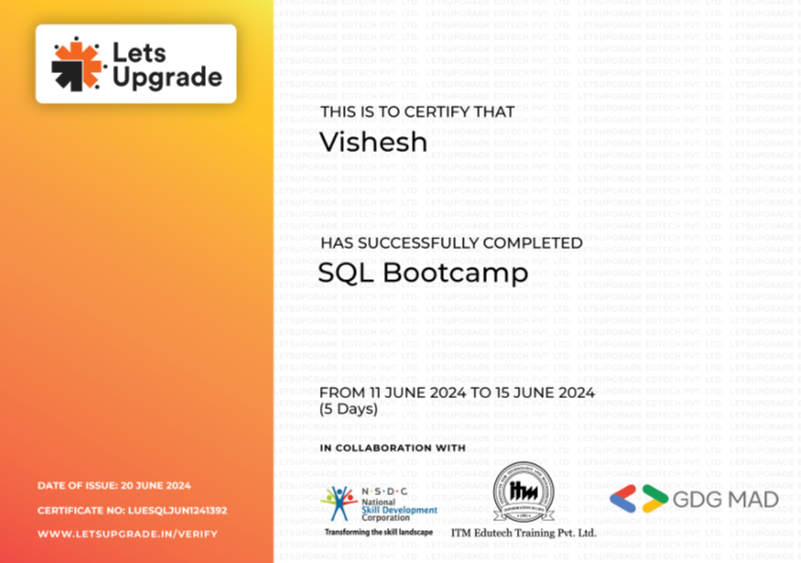 Lets
Upgrade
THIS IS TO CERTIFY THAT
Vishesh
HAS SUCCESSFULLY COMPLETED
SQL Bootcamp
FROM 11 JUNE 2024 TO 15 JUNE 2024
(5 Days)
IN COLLABORATION WITH
N·S·D·C
National
Skill Development
Corporation
Transforming the skill landscape
itm
ITM Edutech Training Pvt. Ltd.
GDG MAD
DATE OF ISSUE: 20 JUNE 2024
CERTIFICATE NO: LUESQLJUN1241392
WWW.LETSUPGRADE.IN/VERIFY